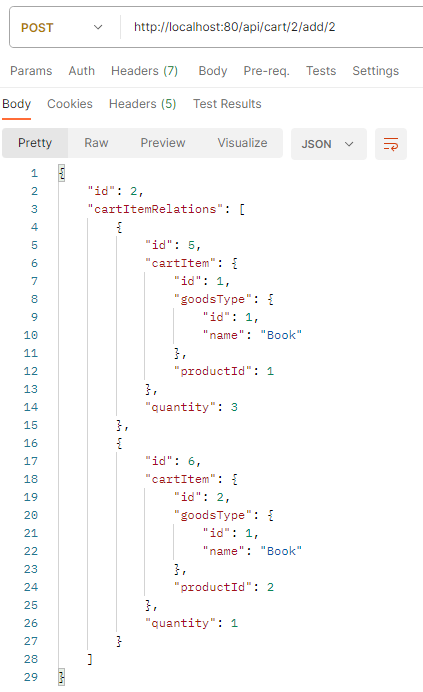 POST http://localhost:80/api/cart/2/add/2
Params Auth Headers (7) Body Pre-req. Tests Settings
Body Cookies Headers (5) Test Results
Pretty Raw Preview Visualize JSON
1 {
2 "id": 2,
3 "cartItemRelations": [
4 {
5 "id": 5,
6 "cartItem": {
7 "id": 1,
8 "goodsType": {
9 "id": 1,
10 "name": "Book"
11 },
12 "productId": 1
13 },
14 "quantity": 3
15 },
16 {
17 "id": 6,
18 "cartItem": {
19 "id": 2,
20 "goodsType": {
21 "id": 1,
22 "name": "Book"
23 },
24 "productId": 2
25 },
26 "quantity": 1
27 }
28 ]
29 }